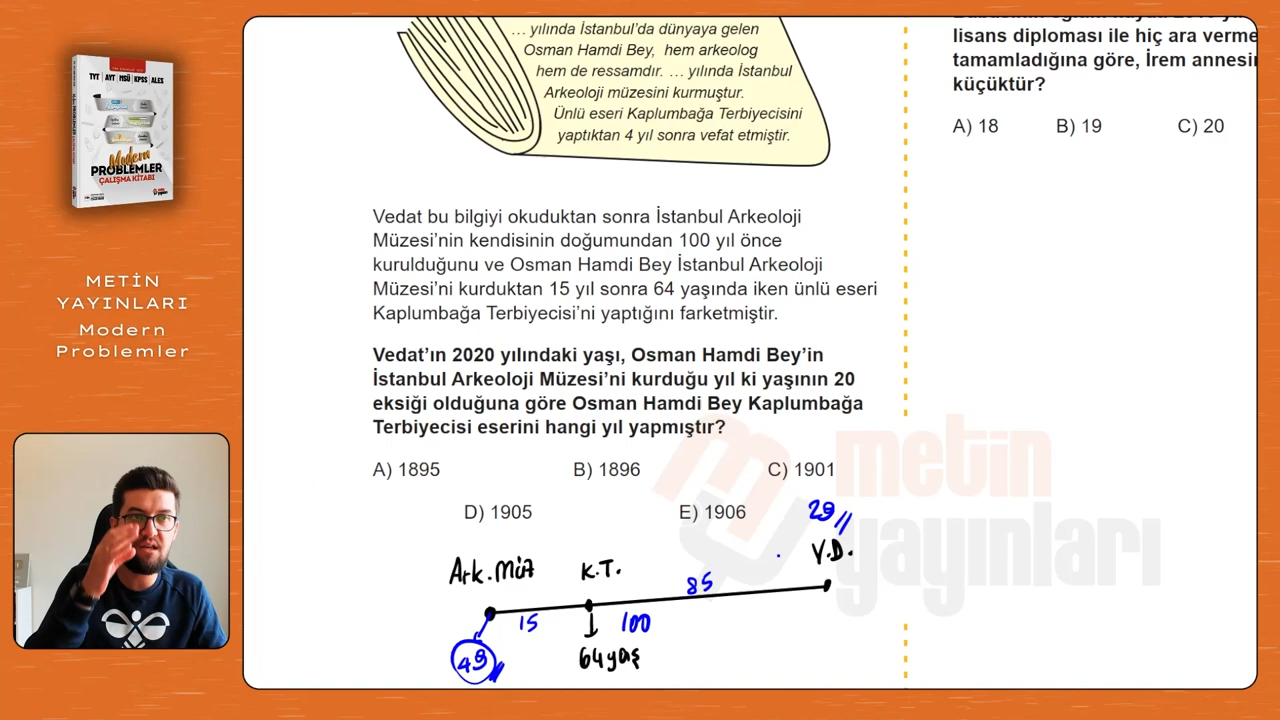 TYT | AYT | MSÜ | KPSS | ALES
Modern
PROBLEMLER
ÇALIŞMA KİTABI
METİN
YAYINLARI
Modern
Problemler
… yılında İstanbul’da dünyaya gelen
Osman Hamdi Bey, hem arkeolog
hem de ressamdır. … yılında İstanbul
Arkeoloji müzesini kurmuştur.
Ünlü eseri Kaplumbağa Terbiyecisini
yaptıktan 4 yıl sonra vefat etmiştir.
Vedat bu bilgiyi okuduktan sonra İstanbul Arkeoloji
Müzesi’nin kendisinin doğumundan 100 yıl önce
kurulduğunu ve Osman Hamdi Bey İstanbul Arkeoloji
Müzesi’ni kurduktan 15 yıl sonra 64 yaşında iken ünlü eseri
Kaplumbağa Terbiyecisi’ni yaptığını farketmiştir.
Vedat’ın 2020 yılındaki yaşı, Osman Hamdi Bey’in
İstanbul Arkeoloji Müzesi’ni kurduğu yıl ki yaşının 20
eksiği olduğuna göre Osman Hamdi Bey Kaplumbağa
Terbiyecisi eserini hangi yıl yapmıştır?
A) 1895 B) 1896 C) 1901
D) 1905 E) 1906
29
Ark. Müz K.T. V.D.
85
15 100
49 64 yaş
lisans diploması ile hiç ara verme
tamamladığına göre, İrem annesin
küçüktür?
A) 18 B) 19 C) 20
metin
yayınları